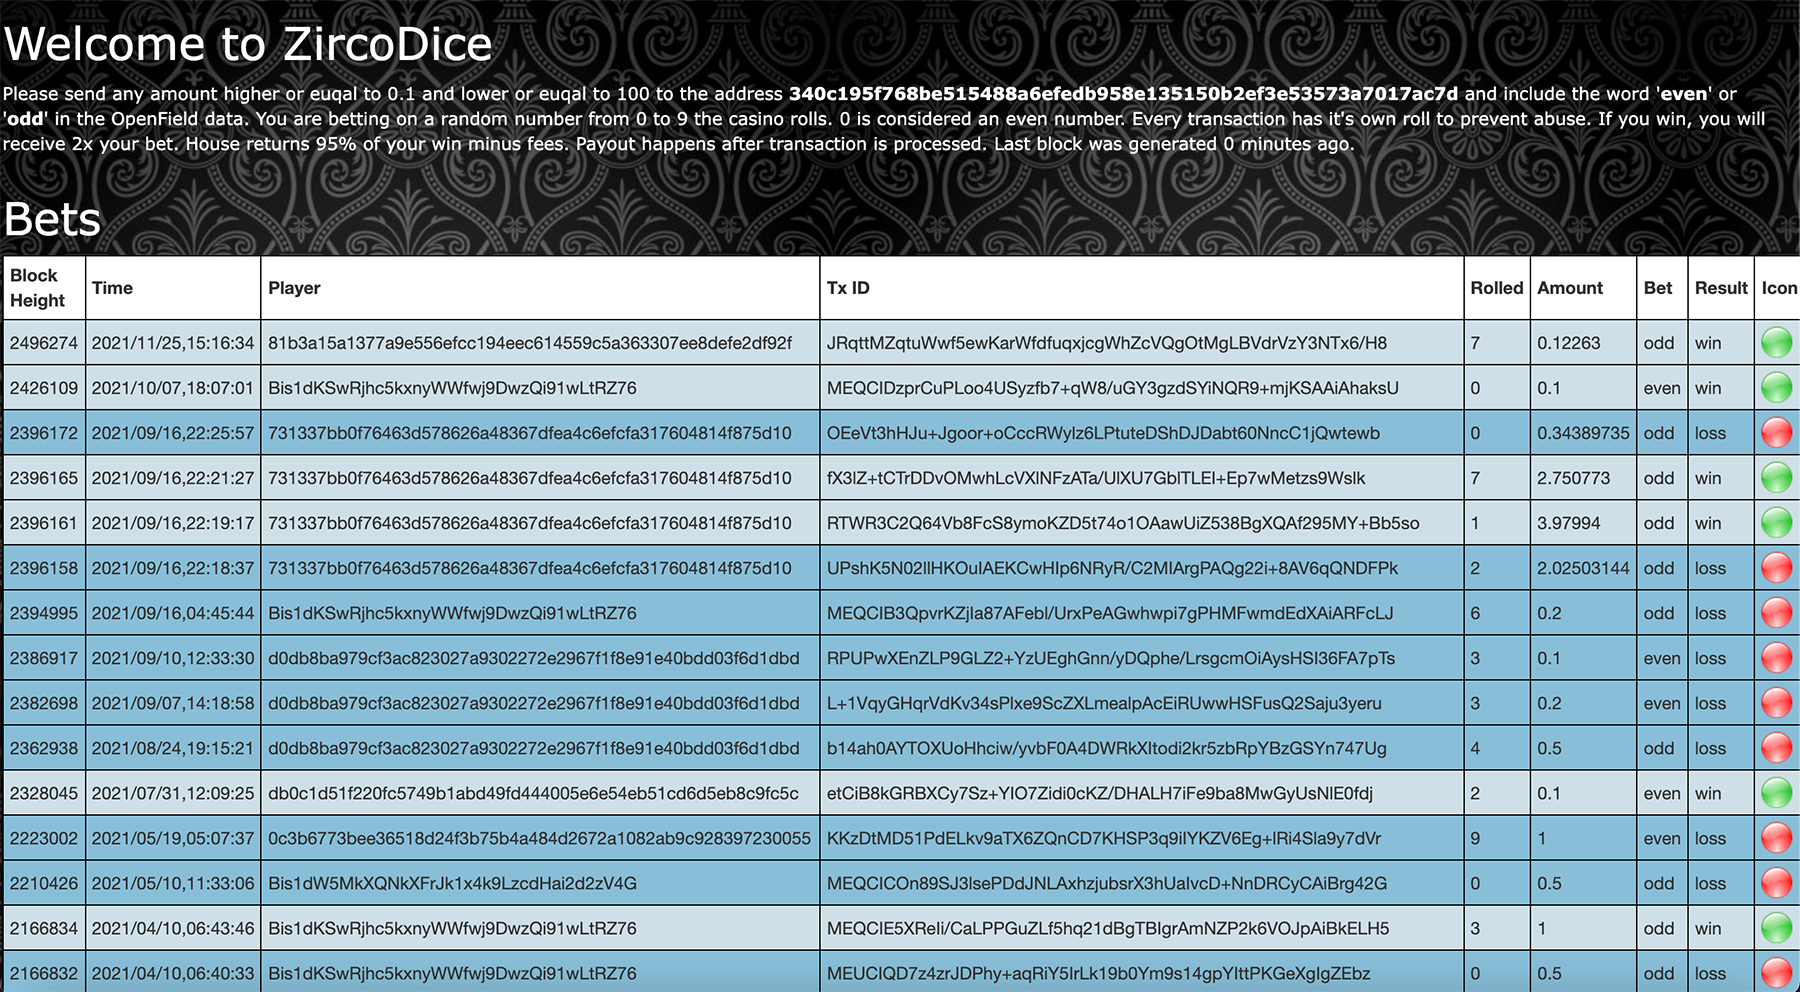 Welcome to ZircoDice
Please send any amount higher or euqal to 0.1 and lower or euqal to 100 to the address 340c195f768be515488a6efedb958e135150b2ef3e53573a7017ac7d and include the word 'even' or
'odd' in the OpenField data. You are betting on a random number from 0 to 9 the casino rolls. 0 is considered an even number. Every transaction has it's own roll to prevent abuse. If you win, you will
receive 2x your bet. House returns 95% of your win minus fees. Payout happens after transaction is processed. Last block was generated 0 minutes ago.
Bets
Block Height Time Player Tx ID Rolled Amount Bet Result Icon
2496274 2021/11/25,15:16:34 81b3a15a1377a9e556efcc194eec614559c5a363307ee8defe2df92f JRqttMZqtuWwf5ewKarWfdfuqxjcgWhZcVQgOtMgLBVdrVzY3NTx6/H8 7 0.12263 odd win
2426109 2021/10/07,18:07:01 Bis1dKSwRjhc5kxnyWWfwj9DwzQi91wLtRZ76 MEQCIDzprCuPLoo4USyzfb7+qW8/uGY3gzdSYiNQR9+mjKSAAiAhaksU 0 0.1 even win
2396172 2021/09/16,22:25:57 731337bb0f76463d578626a48367dfea4c6efcfa317604814f875d10 OEeVt3hHJu+Jgoor+oCccRWylz6LPtuteDShDJDabt60NncC1jQwtewb 0 0.34389735 odd loss
2396165 2021/09/16,22:21:27 731337bb0f76463d578626a48367dfea4c6efcfa317604814f875d10 fX3lZ+tCTrDDvOMwhLcVXlNFzATa/UlXU7GblTLEI+Ep7wMetzs9Wslk 7 2.750773 odd win
2396161 2021/09/16,22:19:17 731337bb0f76463d578626a48367dfea4c6efcfa317604814f875d10 RTWR3C2Q64Vb8FcS8ymoKZD5t74o1OAawUiZ538BgXQAf295MY+Bb5so 1 3.97994 odd win
2396158 2021/09/16,22:18:37 731337bb0f76463d578626a48367dfea4c6efcfa317604814f875d10 UPshK5N02IlHKOuIAEKCwHIp6NRyR/C2MIArgPAQg22i+8AV6qQNDFPk 2 2.02503144 odd loss
2394995 2021/09/16,04:45:44 Bis1dKSwRjhc5kxnyWWfwj9DwzQi91wLtRZ76 MEQCIB3QpvrKZjIa87AFebl/UrxPeAGwhwpi7gPHMFwmdEdXAiARFcLJ 6 0.2 odd loss
2386917 2021/09/10,12:33:30 d0db8ba979cf3ac823027a9302272e2967f1f8e91e40bdd03f6d1dbd RPUPwXEnZLP9GLZ2+YzUEghGnn/yDQphe/LrsgcmOiAysHSI36FA7pTs 3 0.1 even loss
2382698 2021/09/07,14:18:58 d0db8ba979cf3ac823027a9302272e2967f1f8e91e40bdd03f6d1dbd L+1VqyGHqrVdKv34sPlxe9ScZXLmealpAcEiRUwwHSFusQ2Saju3yeru 3 0.2 even loss
2362938 2021/08/24,19:15:21 d0db8ba979cf3ac823027a9302272e2967f1f8e91e40bdd03f6d1dbd b14ah0AYTOXUoHhciw/yvbF0A4DWRkXItodi2kr5zbRpYBzGSYn747Ug 4 0.5 odd loss
2328045 2021/07/31,12:09:25 db0c1d51f220fc5749b1abd49fd444005e6e54eb51cd6d5eb8c9fc5c etCiB8kGRBXCy7Sz+YIO7Zidi0cKZ/DHALH7iFe9ba8MwGyUsNIE0fdj 2 0.1 even win
2223002 2021/05/19,05:07:37 0c3b6773bee36518d24f3b75b4a484d2672a1082ab9c928397230055 KKzDtMD51PdELkv9aTX6ZQnCD7KHSP3q9iIYKZV6Eg+lRi4Sla9y7dVr 9 1 even loss
2210426 2021/05/10,11:33:06 Bis1dW5MkXQNkXFrJk1x4k9LzcdHai2d2zV4G MEQCICOn89SJ3lsePDdJNLAxhzjubsrX3hUaIvcD+NnDRCyCAiBrg42G 0 0.5 odd loss
2166834 2021/04/10,06:43:46 Bis1dKSwRjhc5kxnyWWfwj9DwzQi91wLtRZ76 MEQCIE5XReIi/CaLPPGuZLf5hq21dBgTBIgrAmNZP2k6VOJpAiBkELH5 3 1 odd win
2166832 2021/04/10,06:40:33 Bis1dKSwRjhc5kxnyWWfwj9DwzQi91wLtRZ76 MEUCIQD7z4zrJDPhy+aqRiY5IrLk19b0Ym9s14gpYIttPKGeXgIgZEbz 0 0.5 odd loss